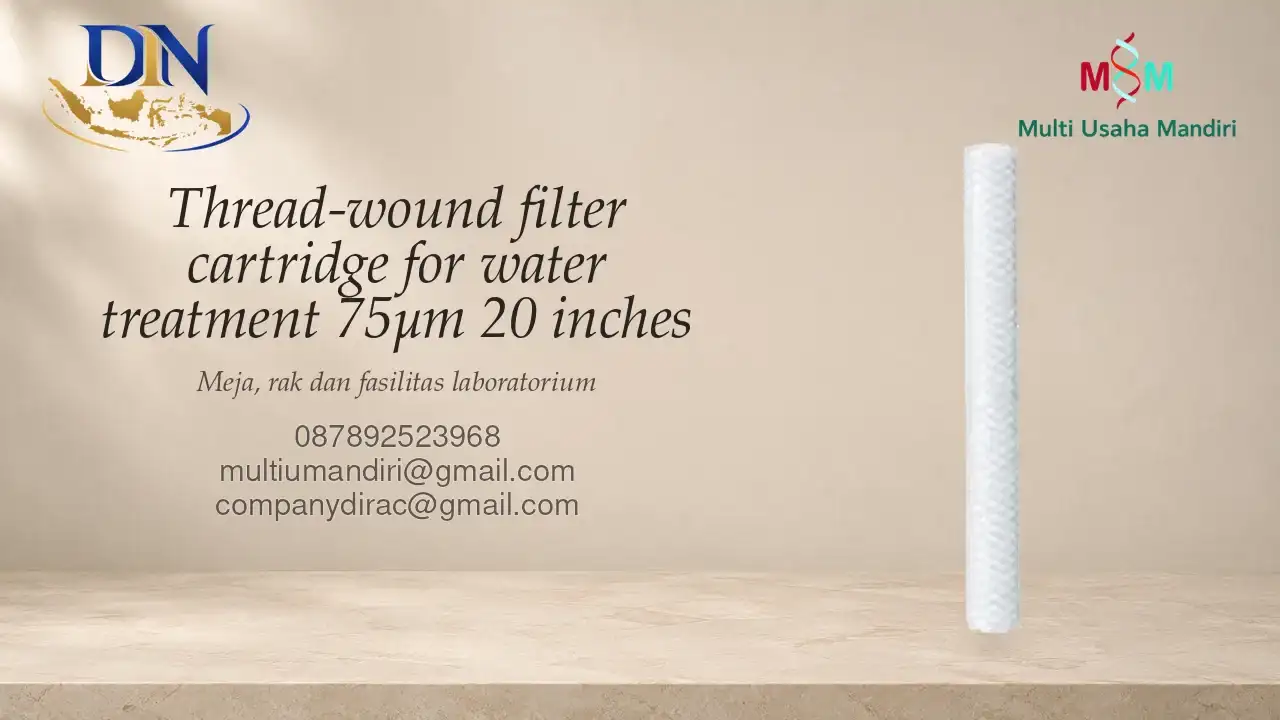 DIN
MSM
Multi Usaha Mandiri
Thread-wound filter
cartridge for water
treatment 75µm 20 inches
Meja, rak dan fasilitas laboratorium
087892523968
multiumandiri@gmail.com
companydirac@gmail.com